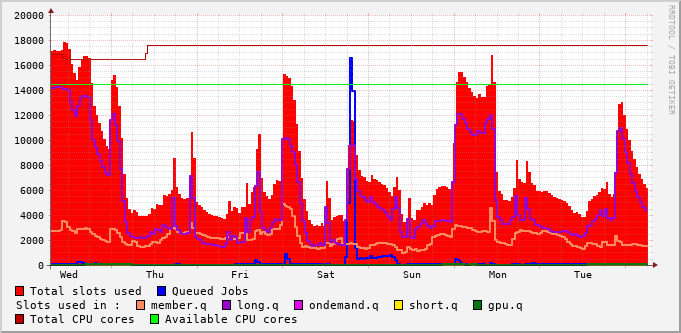 RRDTOOL / TOBI OETIKER
20000
18000
16000
14000
12000
10000
8000
6000
4000
2000
0
Wed Thu Fri Sat Sun Mon Tue
Total slots used Queued Jobs
Slots used in : member.q long.q ondemand.q short.q gpu.q
Total CPU cores Available CPU cores